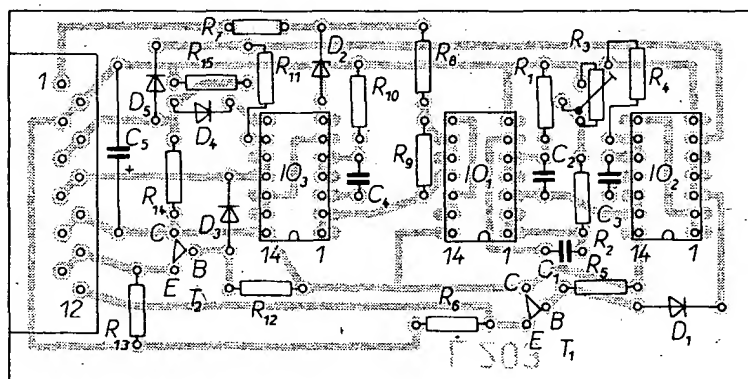 R7
D2
R3
R15
R11
R8
R1
R4
1
D5
R10
D4
C5
+
IO3
R9
IO1
C2
IO2
R14
C4
D3
C3
C
B
14
1
14
1
R2
14
1
E
T2
C1
C
R5
12
R12
R6
B
D1
R13
E
T1